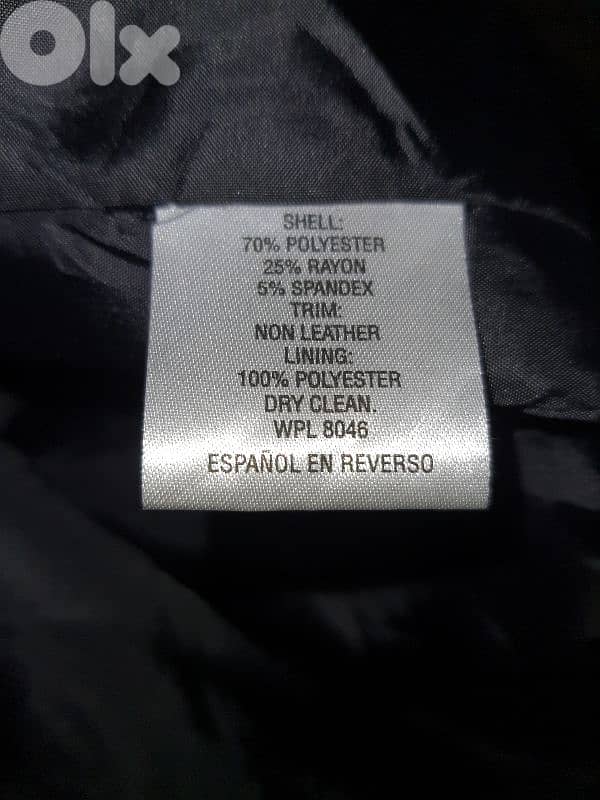 Olx
SHELL:
70% POLYESTER
25% RAYON
5% SPANDEX
TRIM:
NON LEATHER
LINING:
100% POLYESTER
DRY CLEAN.
WPL 8046
ESPAÑOL EN REVERSO